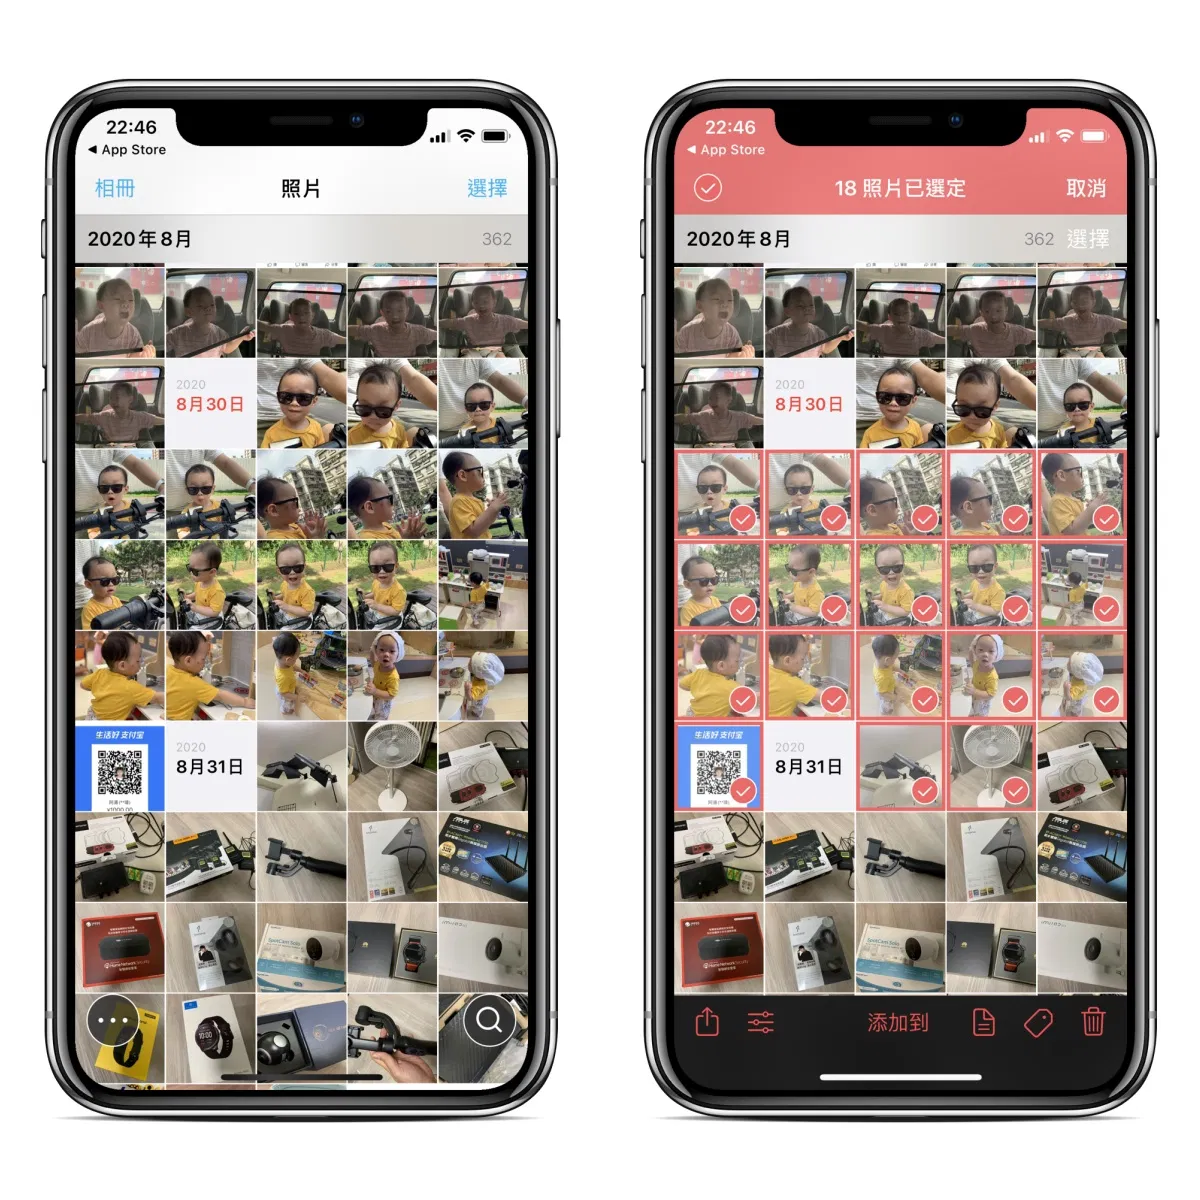 22:46
◀ App Store
相冊
照片
選擇
2020年8月
362
2020
8月30日
生活好 支付宝
2020
8月31日
SpotCam Solo
22:46
◀ App Store
18 照片已選定
取消
2020年8月
362
選擇
2020
8月30日
生活好 支付宝
2020
8月31日
SpotCam Solo
添加到